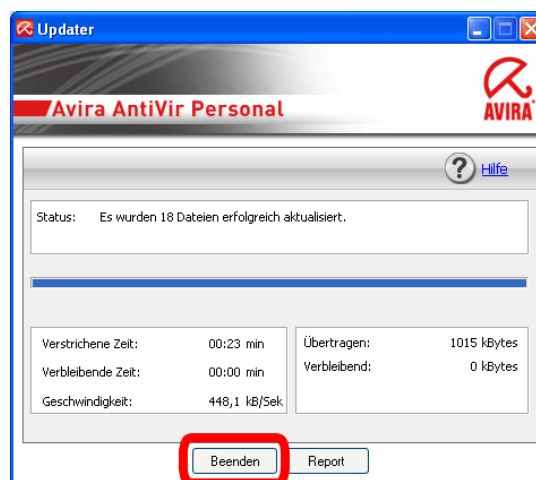 Updater
Avira AntiVir Personal
AVIRA
? Hilfe
Status: Es wurden 18 Dateien erfolgreich aktualisiert.
Verstrichene Zeit: 00:23 min
Verbleibende Zeit: 00:00 min
Geschwindigkeit: 448,1 kB/Sek
Übertragen: 1015 kBytes
Verbleibend: 0 kBytes
Beenden
Report